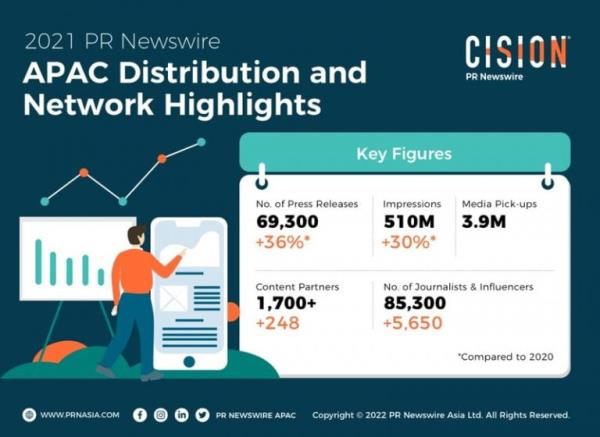 2021 PR Newswire
APAC Distribution and
Network Highlights
CISION®
PR Newswire
Key Figures
No. of Press Releases
69,300
+36%*
Impressions
510M
+30%*
Media Pick-ups
3.9M
Content Partners
1,700+
+248
No. of Journalists & Influencers
85,300
+5,650
*Compared to 2020
WWW.PRNASIA.COM
PR NEWSWIRE APAC
Copyright © 2022 PR Newswire Asia Ltd. All Rights Reserved.